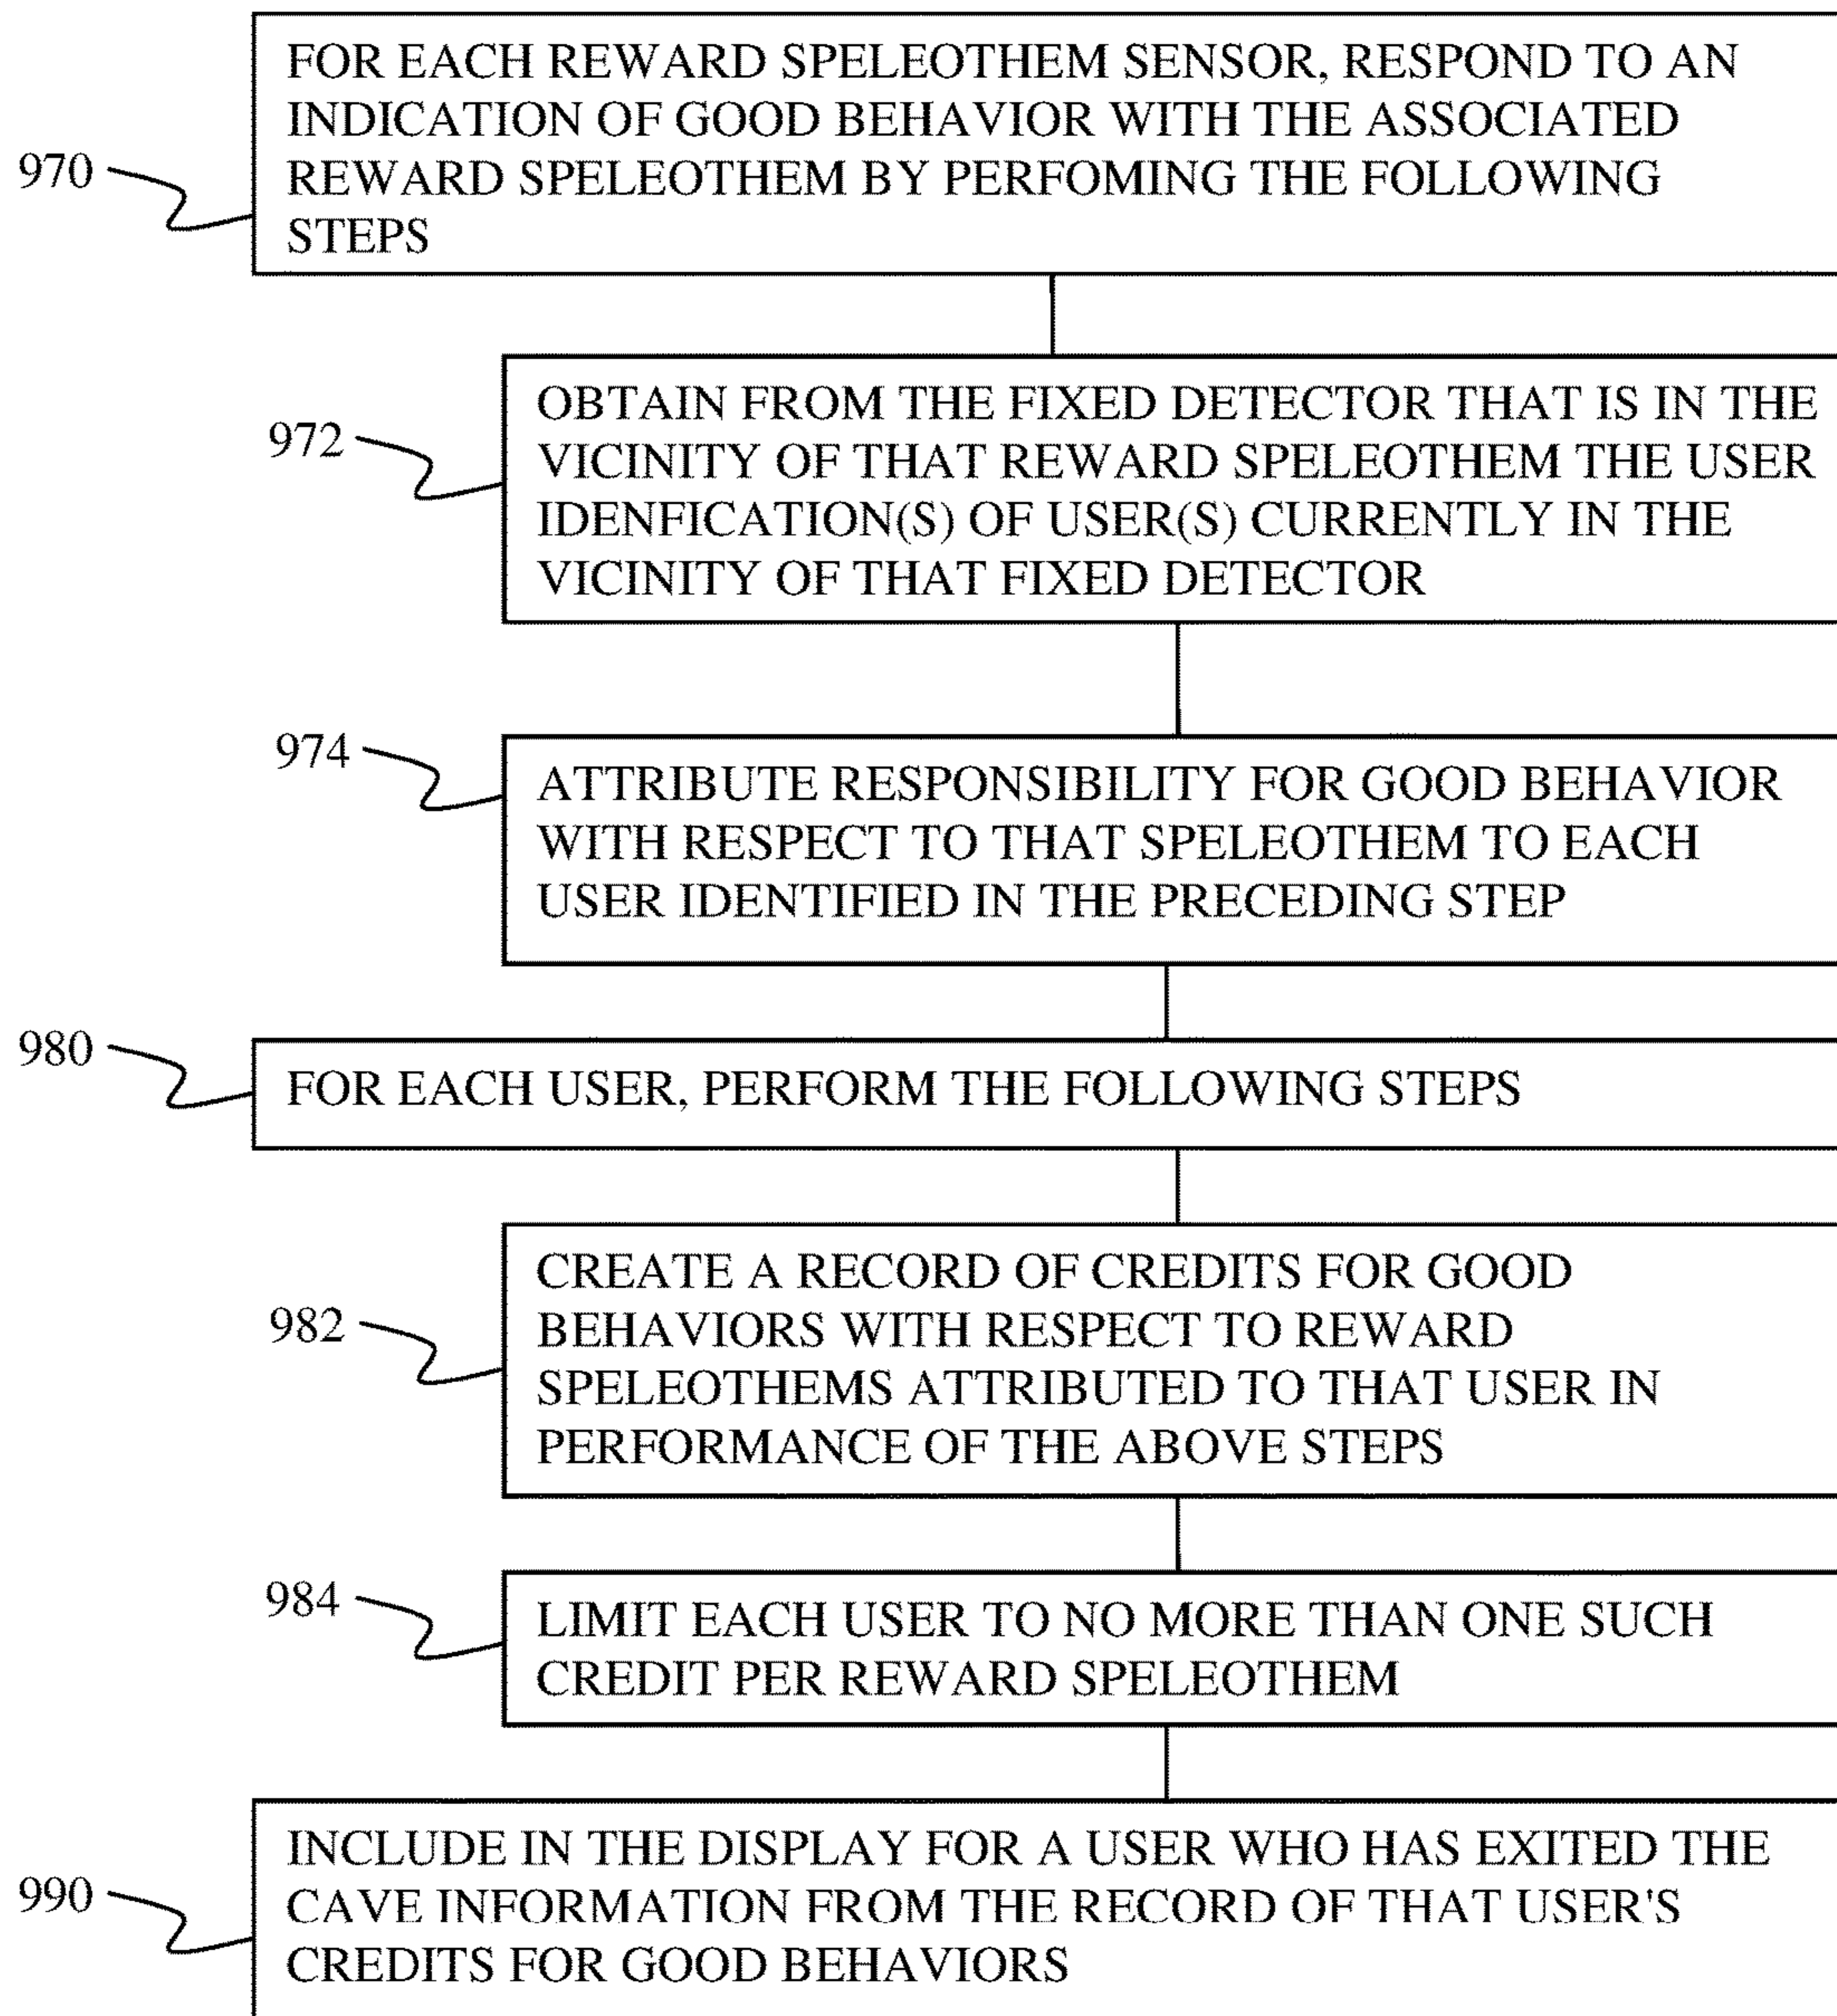 FOR EACH REWARD SPELEOTHEM SENSOR, RESPOND TO AN
INDICATION OF GOOD BEHAVIOR WITH THE ASSOCIATED
970
REWARD SPELEOTHEM BY PERFOMING THE FOLLOWING
STEPS
OBTAIN FROM THE FIXED DETECTOR THAT IS IN THE
972
VICINITY OF THAT REWARD SPELEOTHEM THE USER
IDENFICATION(S) OF USER(S) CURRENTLY IN THE
VICINITY OF THAT FIXED DETECTOR
974
ATTRIBUTE RESPONSIBILITY FOR GOOD BEHAVIOR
WITH RESPECT TO THAT SPELEOTHEM TO EACH
USER IDENTIFIED IN THE PRECEDING STEP
980
FOR EACH USER, PERFORM THE FOLLOWING STEPS
CREATE A RECORD OF CREDITS FOR GOOD
982
BEHAVIORS WITH RESPECT TO REWARD
SPELEOTHEMS ATTRIBUTED TO THAT USER IN
PERFORMANCE OF THE ABOVE STEPS
984
LIMIT EACH USER TO NO MORE THAN ONE SUCH
CREDIT PER REWARD SPELEOTHEM
INCLUDE IN THE DISPLAY FOR A USER WHO HAS EXITED THE
990
CAVE INFORMATION FROM THE RECORD OF THAT USER'S
CREDITS FOR GOOD BEHAVIORS